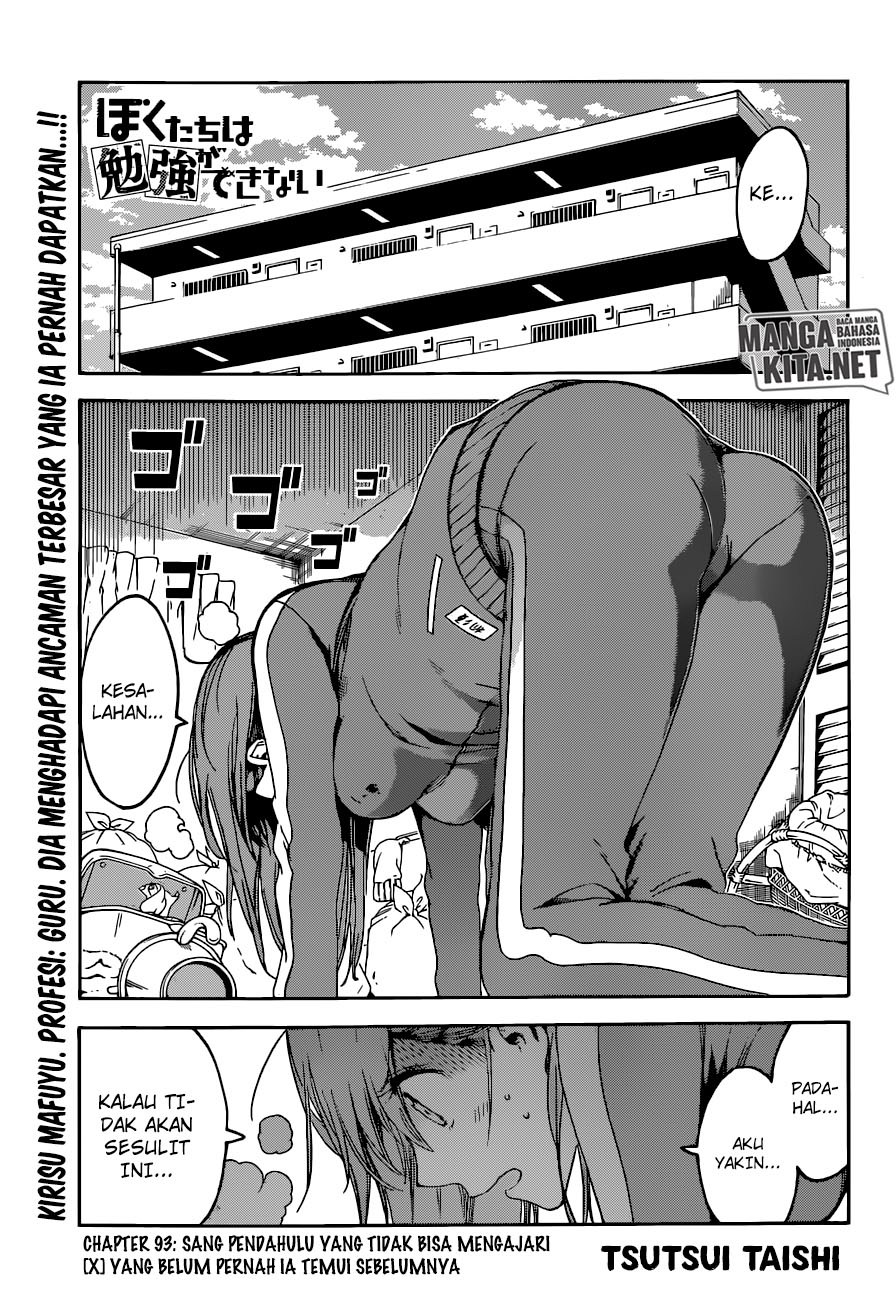 KIRISU MAFUYU. PROFESI: GURU. DIA MENGHADAPI ANCAMAN TERBESAR YANG IA PERNAH DAPATKAN...!!
ぼくたちは
勉強ができない
KE...
MANGA
KITA.NET
BACA MANGA
BAHASA
INDONESIA
ゴ
ゴ
ゴ
ゴ
ゴ
KESA-
LAHAN...
PADA-
HAL...
AKU
YAKIN...
KALAU TI-
DAK AKAN
SESULIT
INI...
CHAPTER 93: SANG PENDAHULU YANG TIDAK BISA MENGAJARI
[X] YANG BELUM PERNAH IA TEMUI SEBELUMNYA
TSUTSUI TAISHI